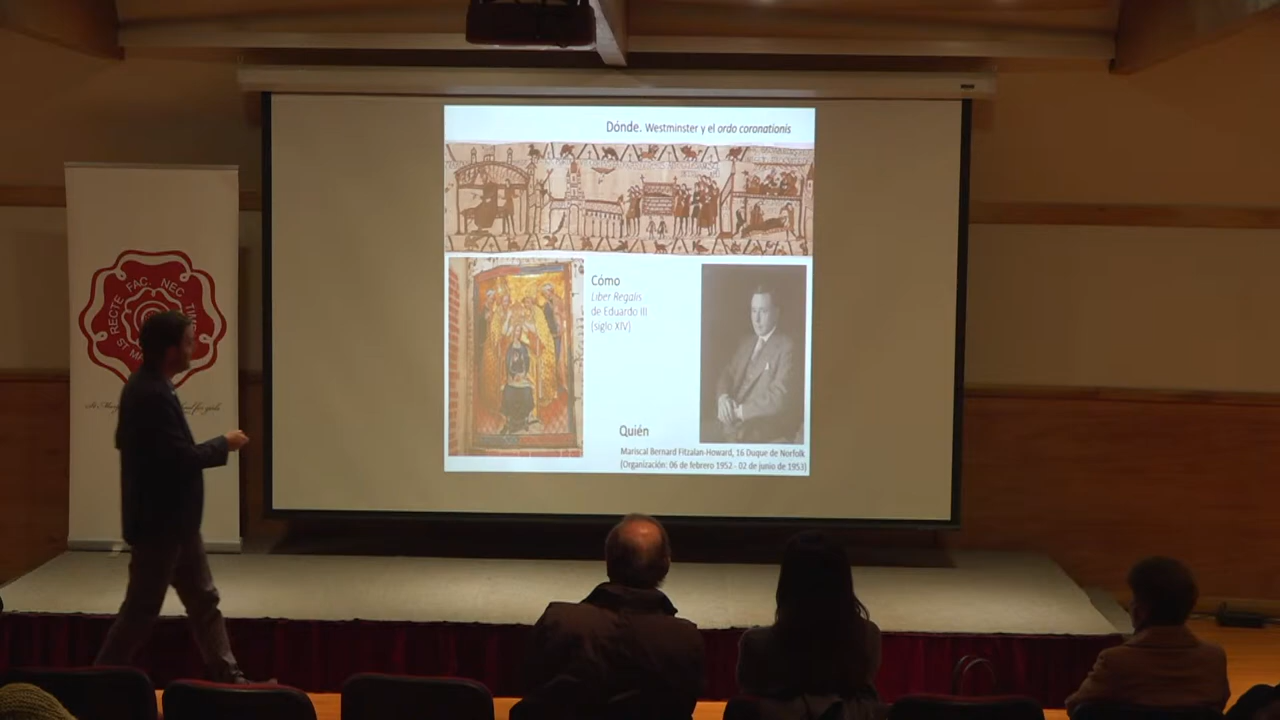 Dónde. Westminster y el ordo coronationis
Cómo
Liber Regalis
de Eduardo III
(siglo XIV)
Quién
Mariscal Bernard Fitzalan-Howard, 16 Duque de Norfolk
(Organización: 06 de febrero 1952 - 02 de junio de 1953)
RECTE FAC. NEC